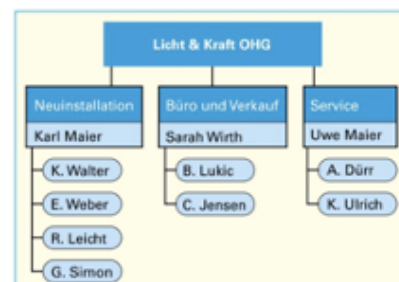 Licht & Kraft OHG
Neuinstallation
Karl Maier
K. Walter
E. Weber
R. Leicht
G. Simon
Büro und Verkauf
Sarah Wirth
B. Lukic
C. Jensen
Service
Uwe Maier
A. Dürr
K. Ulrich